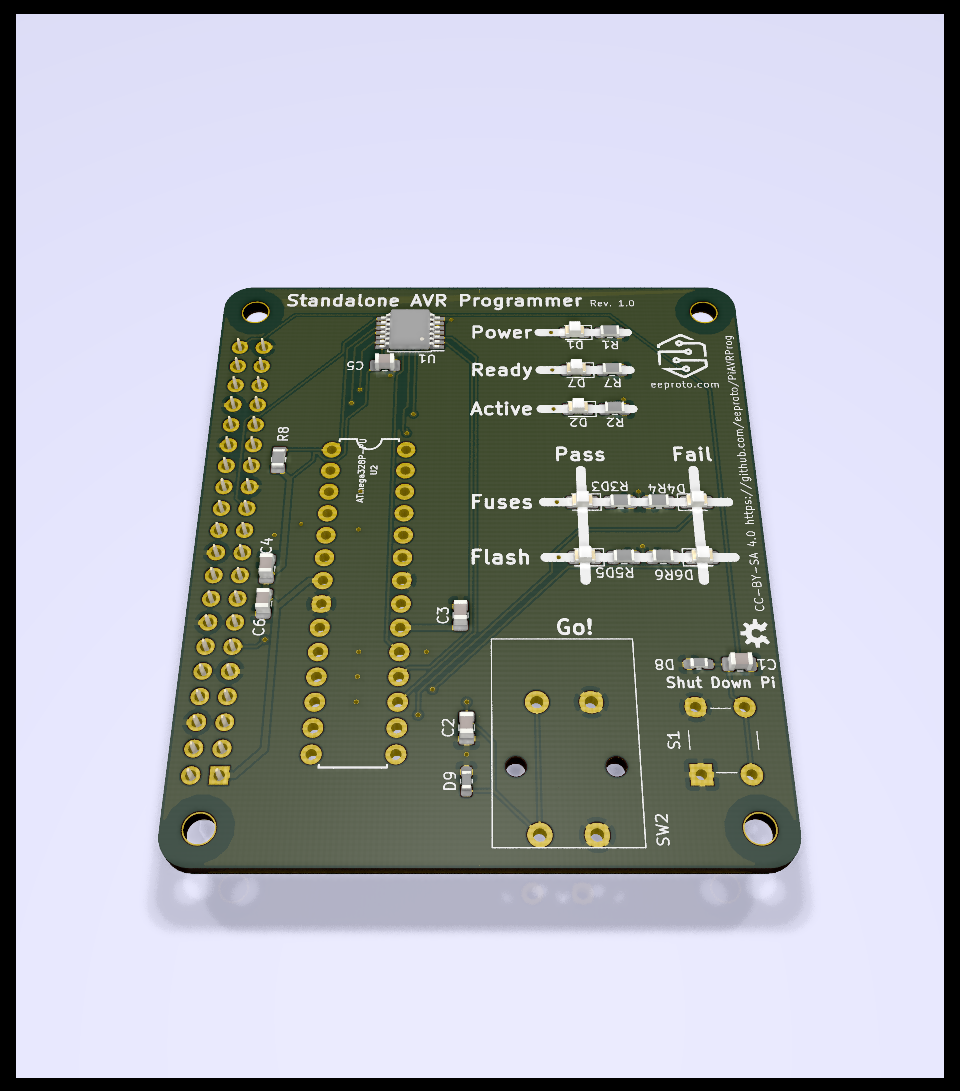 Standalone AVR Programmer Rev. 1.0
U1
C5
Power
D1
R1
Ready
D7
R7
Active
D2
R2
eeproto.com
CC-BY-SA 4.0 https://github.com/eeproto/PiAVRProg
R8
ATmega328P-PU
U2
Pass Fail
Fuses
R3D3
D4R4
Flash
R5D5
D6R6
C4
C6
C3
Go!
D8
C1
Shut Down Pi
C2
S1
D9
SW2